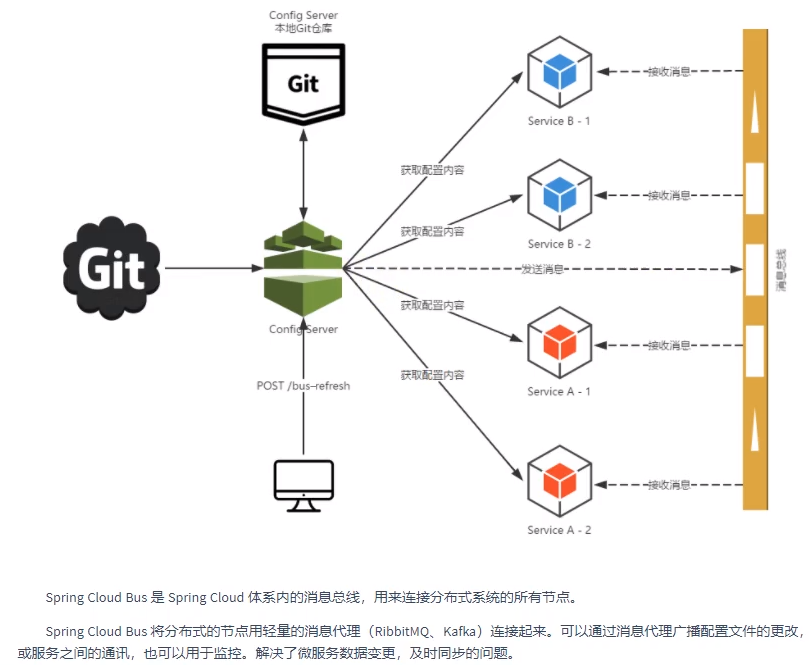 Config Server
本地Git仓库
Git
Service B - 1
接收消息
获取配置内容
Service B - 2
接收消息
获取配置内容
Git
发送消息
消息总线
Config Server
获取配置内容
Service A - 1
接收消息
获取配置内容
POST /bus–refresh
Service A - 2
接收消息
Spring Cloud Bus 是 Spring Cloud 体系内的消息总线，用来连接分布式系统的所有节点。
Spring Cloud Bus 将分布式的节点用轻量的消息代理（RibbitMQ、Kafka）连接起来。可以通过消息代理广播配置文件的更改，
或服务之间的通讯，也可以用于监控。解决了微服务数据变更，及时同步的问题。